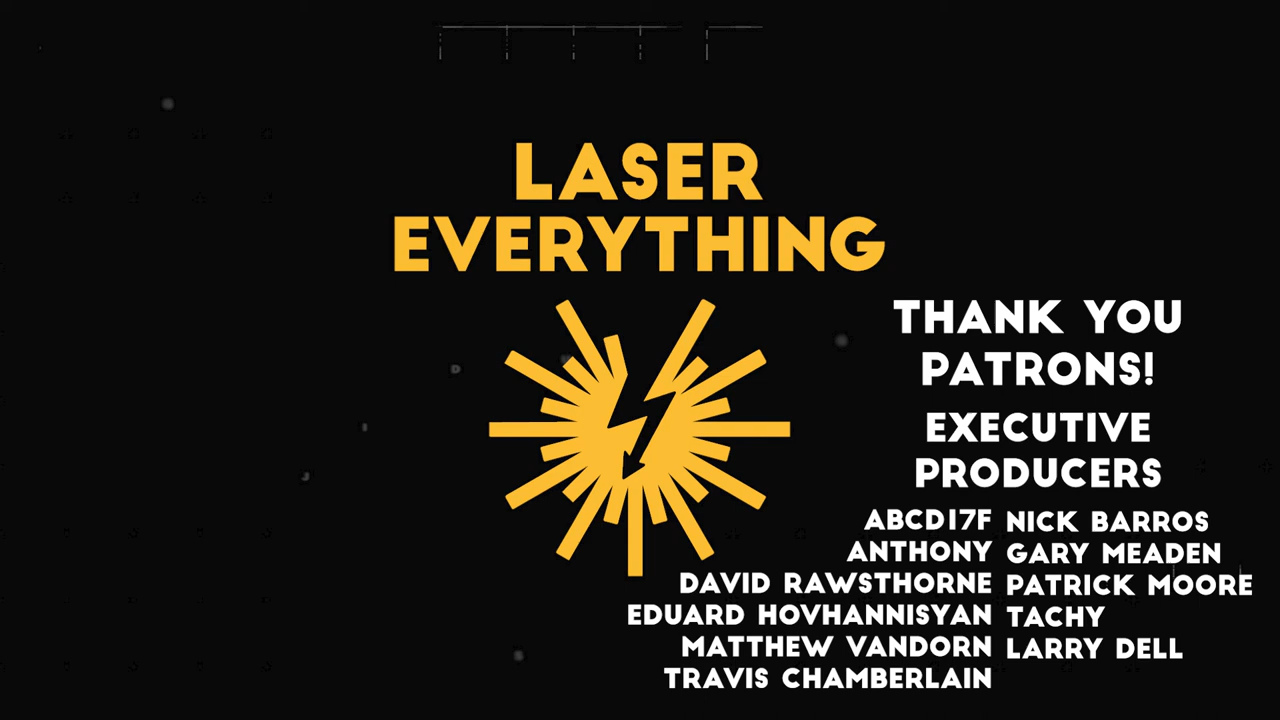 LASER
EVERYTHING
THANK YOU
PATRONS!
EXECUTIVE
PRODUCERS
ABCD17F
ANTHONY
DAVID RAWSTHORNE
EDUARD HOVHANNISYAN
MATTHEW VANDORN
TRAVIS CHAMBERLAIN
NICK BARROS
GARY MEADEN
PATRICK MOORE
TACHY
LARRY DELL